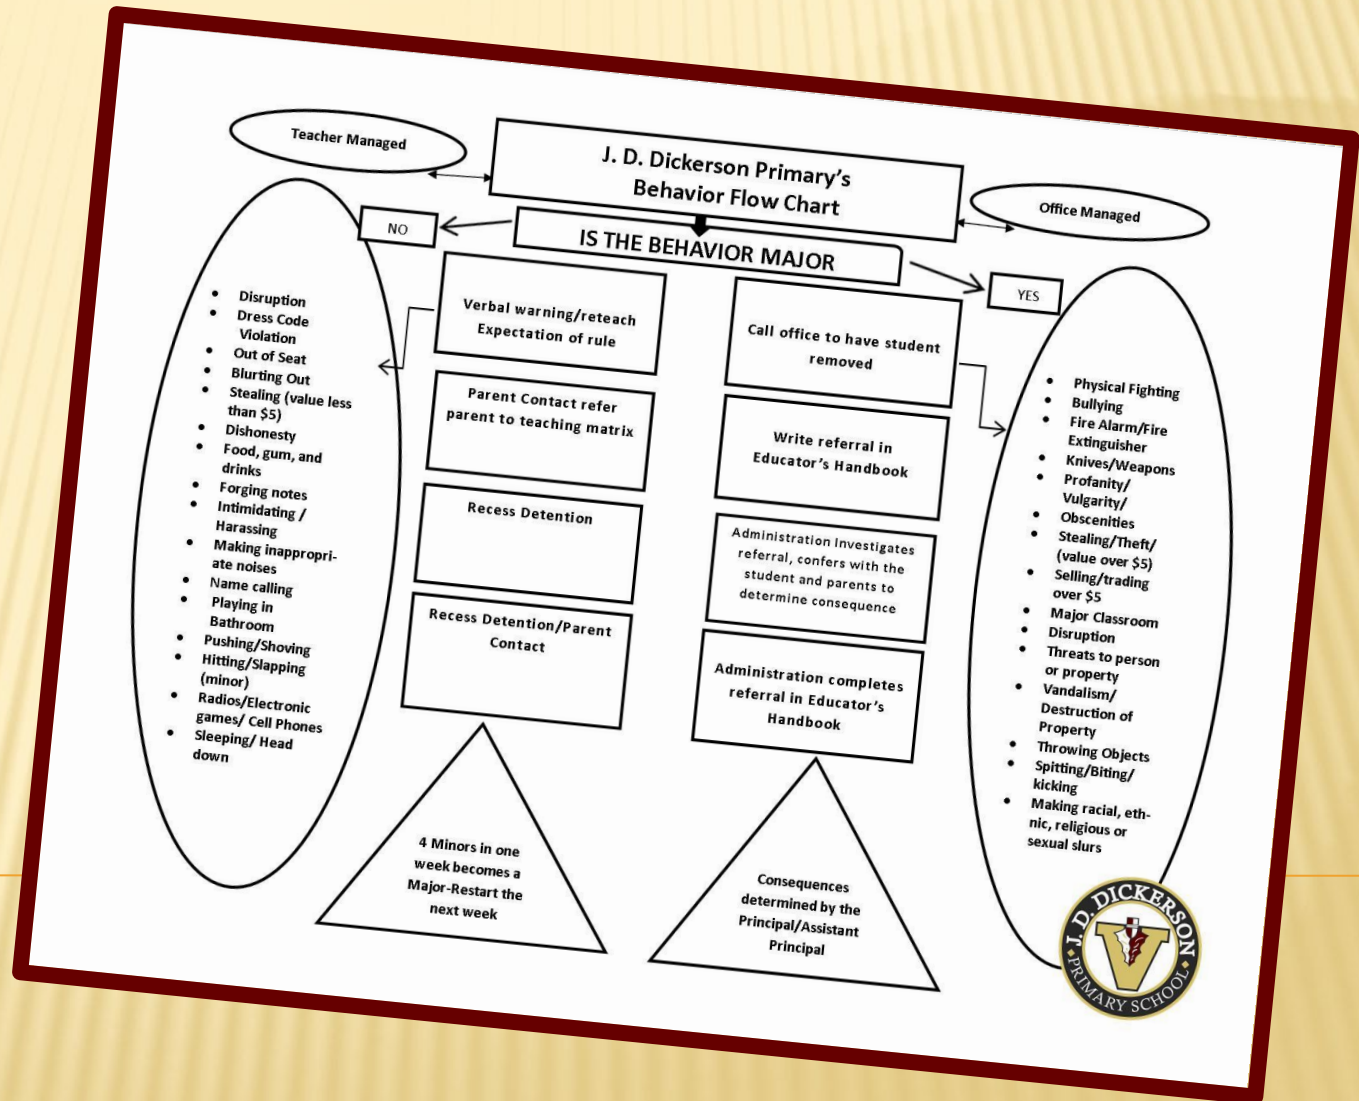 Teacher Managed
J. D. Dickerson Primary's
Behavior Flow Chart
Office Managed
NO
IS THE BEHAVIOR MAJOR
YES
• Disruption
• Dress Code
Violation
• Out of Seat
• Blurting Out
• Stealing (value less
than $5)
• Dishonesty
• Food, gum, and
drinks
• Forging notes
• Intimidating /
Harassing
• Making inappropri-
ate noises
• Name calling
• Playing in
Bathroom
• Pushing/Shoving
• Hitting/Slapping
(minor)
• Radios/Electronic
games/ Cell Phones
• Sleeping/ Head
down
Verbal warning/reteach
Expectation of rule
Parent Contact refer
parent to teaching matrix
Recess Detention
Recess Detention/Parent
Contact
4 Minors in one
week becomes a
Major-Restart the
next week
Call office to have student
removed
Write referral in
Educator's Handbook
Administration Investigates
referral, confers with the
student and parents to
determine consequence
Administration completes
referral in Educator's
Handbook
Consequences
determined by the
Principal/Assistant
Principal
• Physical Fighting
• Bullying
• Fire Alarm/Fire
Extinguisher
• Knives/Weapons
• Profanity/
Vulgarity/
• Obscenities
• Stealing/Theft/
(value over $5)
• Selling/trading
over $5
• Major Classroom
• Disruption
• Threats to person
or property
• Vandalism/
Destruction of
Property
• Throwing Objects
• Spitting/Biting/
kicking
• Making racial, eth-
nic, religious or
sexual slurs
J. D. DICKERSON
V
PRIMARY SCHOOL